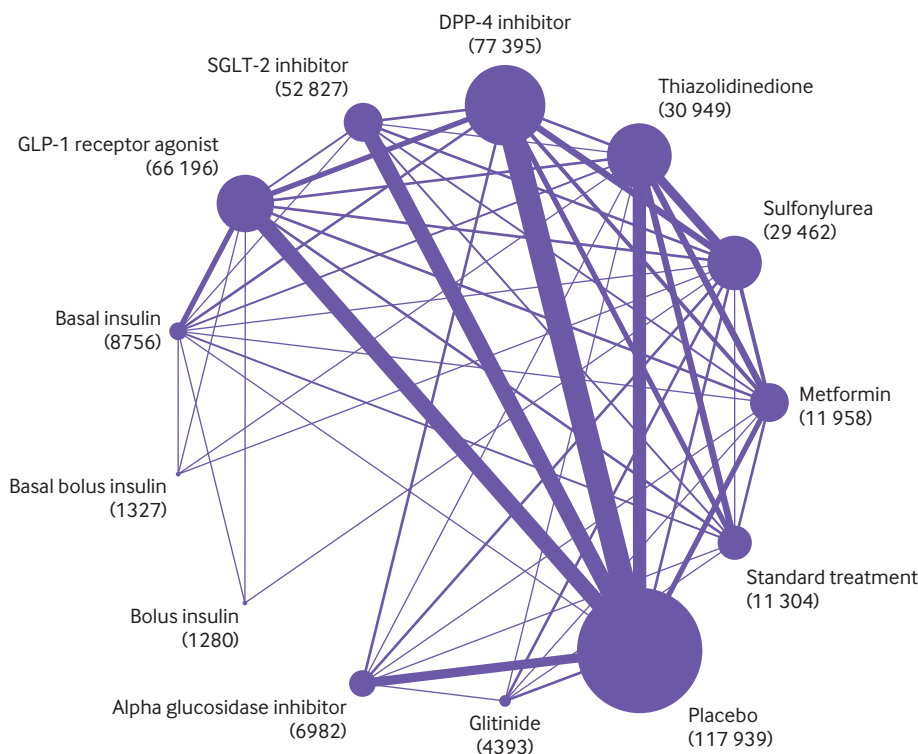 DPP-4 inhibitor
(77 395)
SGLT-2 inhibitor
(52 827)
Thiazolidinedione
(30 949)
GLP-1 receptor agonist
(66 196)
Sulfonylurea
(29 462)
Basal insulin
(8756)
Metformin
(11 958)
Basal bolus insulin
(1327)
Standard treatment
(11 304)
Bolus insulin
(1280)
Alpha glucosidase inhibitor
(6982)
Glitinide
(4393)
Placebo
(117 939)